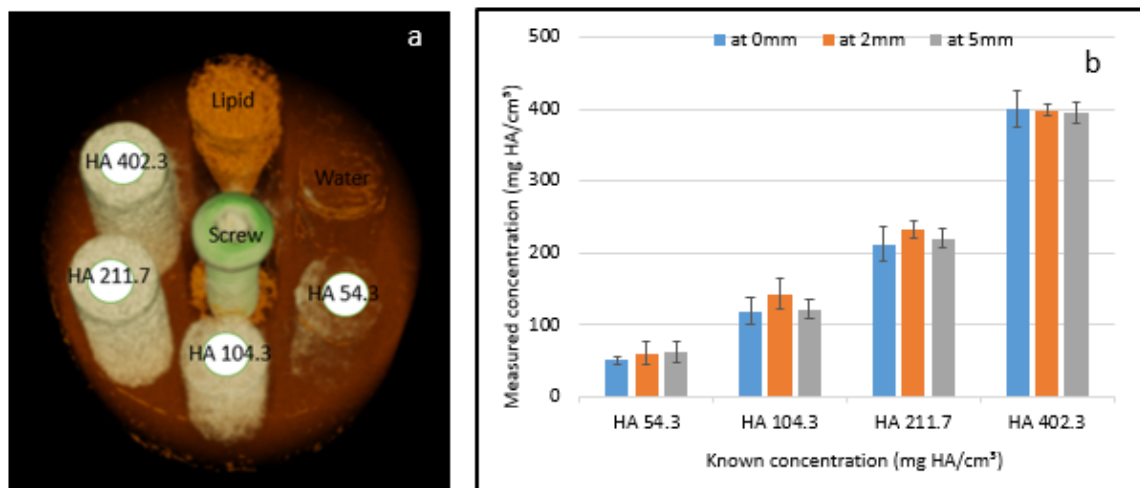 a
Lipid
HA 402.3
Water
Screw
HA 211.7
HA 54.3
HA 104.3
b
at 0mm at 2mm at 5mm
Measured concentration (mg HA/cm³)
500
400
300
200
100
0
HA 54.3 HA 104.3 HA 211.7 HA 402.3
Known concentration (mg HA/cm³)